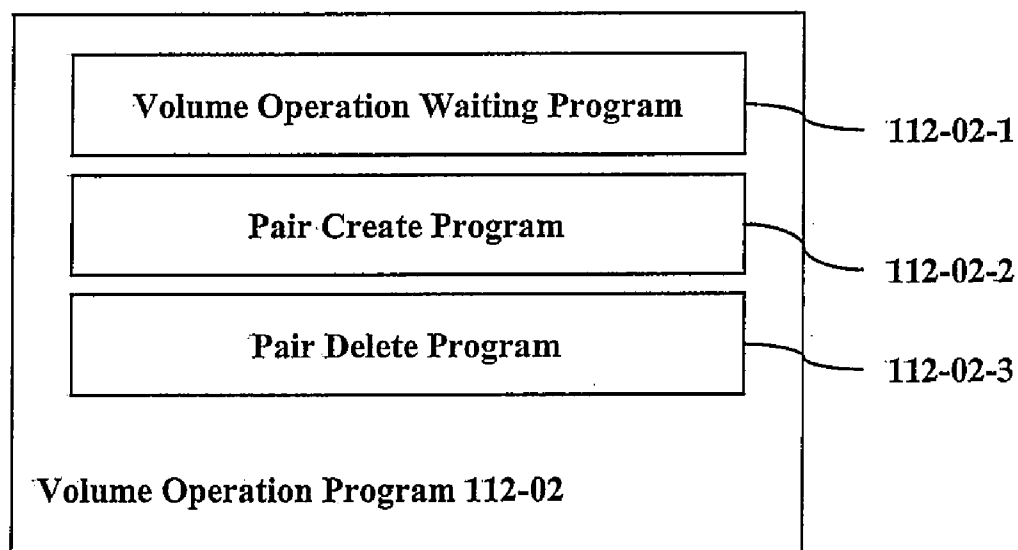 Volume Operation Waiting Program
112-02-1
Pair Create Program
112-02-2
Pair Delete Program
112-02-3
Volume Operation Program 112-02